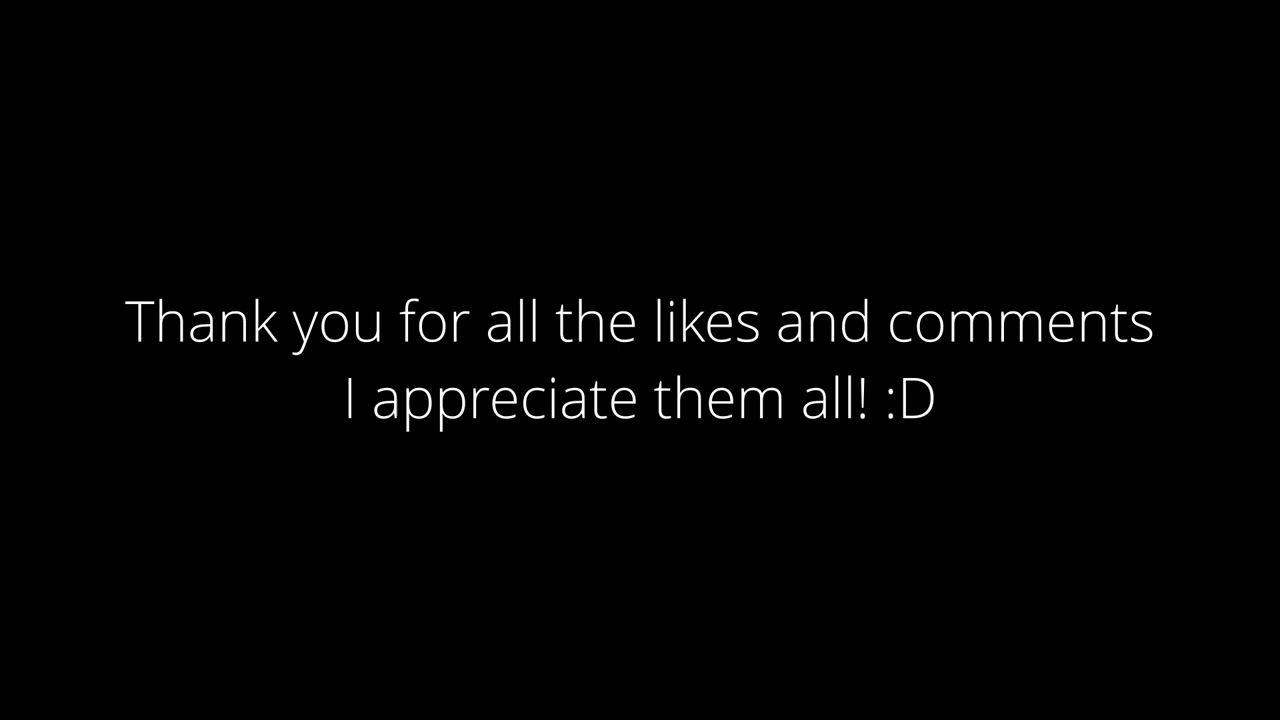 Thank you for all the likes and comments
I appreciate them all! :D